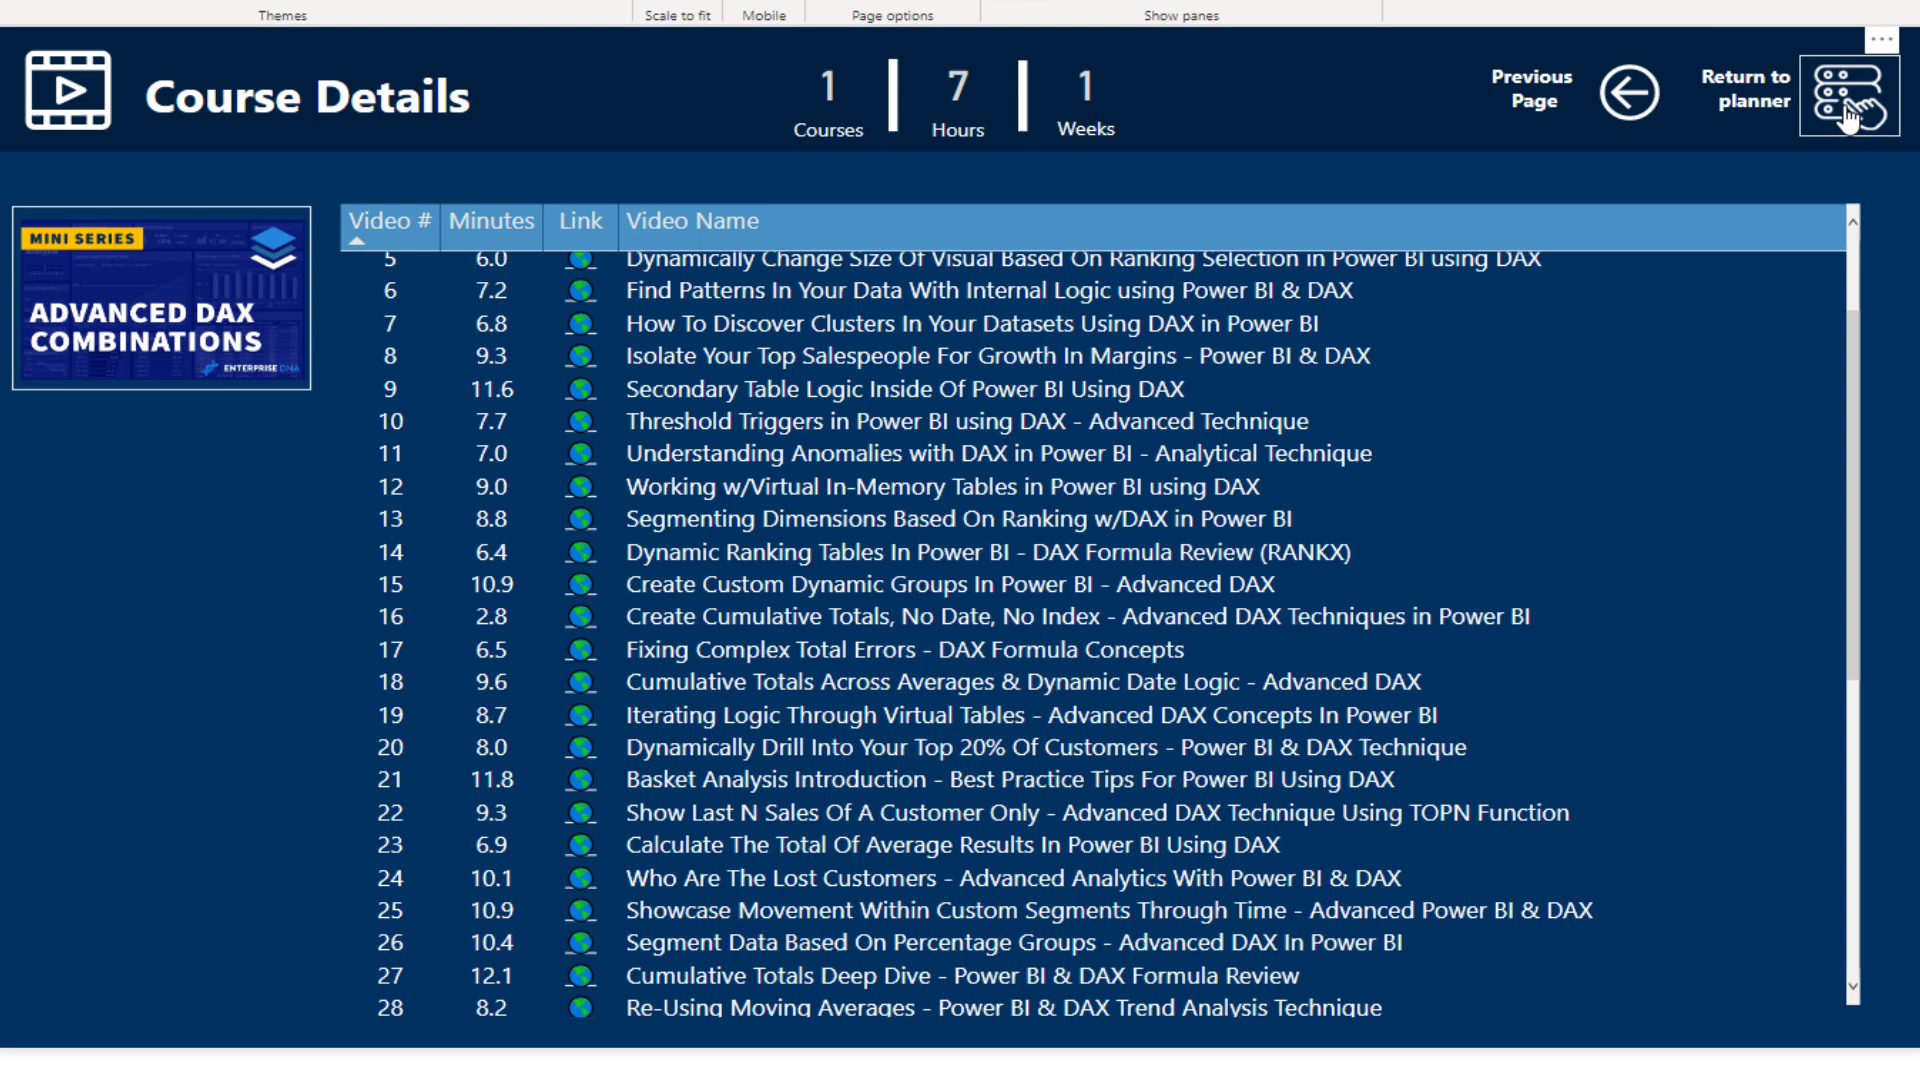 Themes Scale to fit Mobile Page options Show panes
Course Details
1 7 1
Courses Hours Weeks
Previous
Page
Return to
planner
MINI SERIES
ADVANCED DAX
COMBINATIONS
ENTERPRISE DNA
Video # Minutes Link Video Name
5 6.0 Dynamically Change Size Of Visual Based On Ranking Selection in Power BI using DAX
6 7.2 Find Patterns In Your Data With Internal Logic using Power BI & DAX
7 6.8 How To Discover Clusters In Your Datasets Using DAX in Power BI
8 9.3 Isolate Your Top Salespeople For Growth In Margins - Power BI & DAX
9 11.6 Secondary Table Logic Inside Of Power BI Using DAX
10 7.7 Threshold Triggers in Power BI using DAX - Advanced Technique
11 7.0 Understanding Anomalies with DAX in Power BI - Analytical Technique
12 9.0 Working w/Virtual In-Memory Tables in Power BI using DAX
13 8.8 Segmenting Dimensions Based On Ranking w/DAX in Power BI
14 6.4 Dynamic Ranking Tables In Power BI - DAX Formula Review (RANKX)
15 10.9 Create Custom Dynamic Groups In Power BI - Advanced DAX
16 2.8 Create Cumulative Totals, No Date, No Index - Advanced DAX Techniques in Power BI
17 6.5 Fixing Complex Total Errors - DAX Formula Concepts
18 9.6 Cumulative Totals Across Averages & Dynamic Date Logic - Advanced DAX
19 8.7 Iterating Logic Through Virtual Tables - Advanced DAX Concepts In Power BI
20 8.0 Dynamically Drill Into Your Top 20% Of Customers - Power BI & DAX Technique
21 11.8 Basket Analysis Introduction - Best Practice Tips For Power BI Using DAX
22 9.3 Show Last N Sales Of A Customer Only - Advanced DAX Technique Using TOPN Function
23 6.9 Calculate The Total Of Average Results In Power BI Using DAX
24 10.1 Who Are The Lost Customers - Advanced Analytics With Power BI & DAX
25 10.9 Showcase Movement Within Custom Segments Through Time - Advanced Power BI & DAX
26 10.4 Segment Data Based On Percentage Groups - Advanced DAX In Power BI
27 12.1 Cumulative Totals Deep Dive - Power BI & DAX Formula Review
28 8.2 Re-Using Moving Averages - Power BI & DAX Trend Analysis Technique